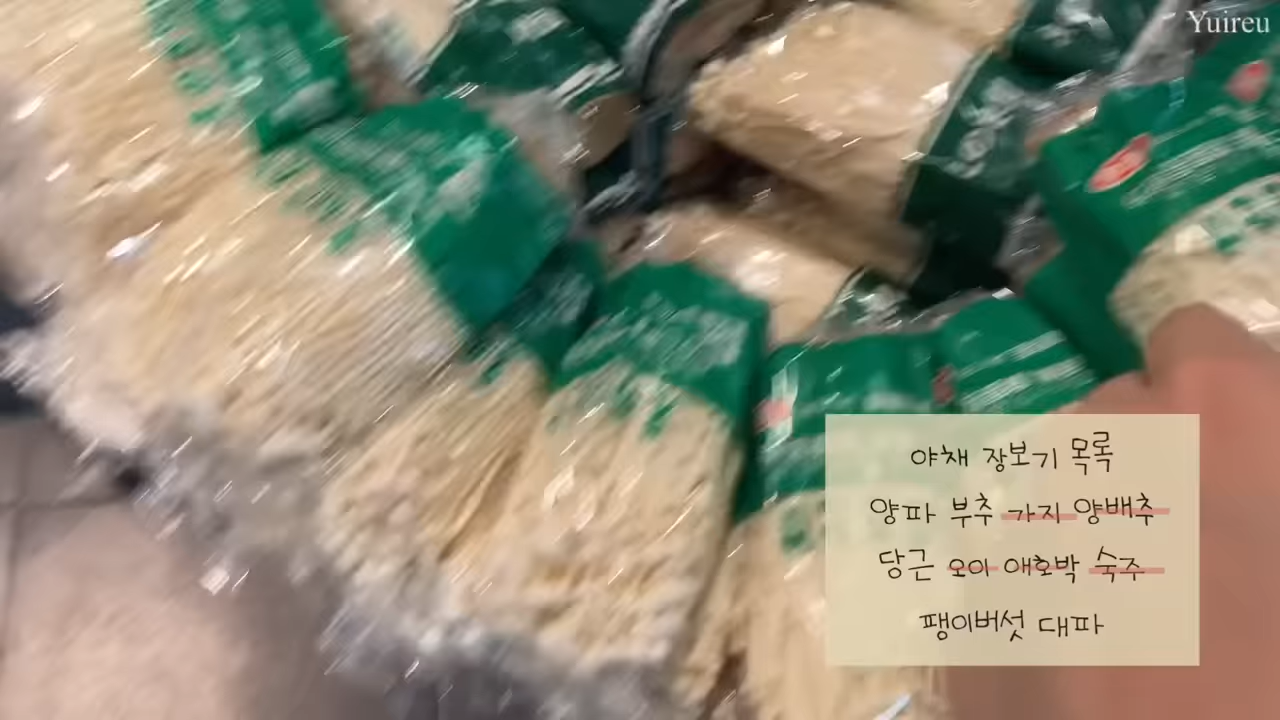 Yuireu
야채 장보기 목록
양파 부추 가지 양배추
당근 오이 애호박 숙주
팽이버섯 대파